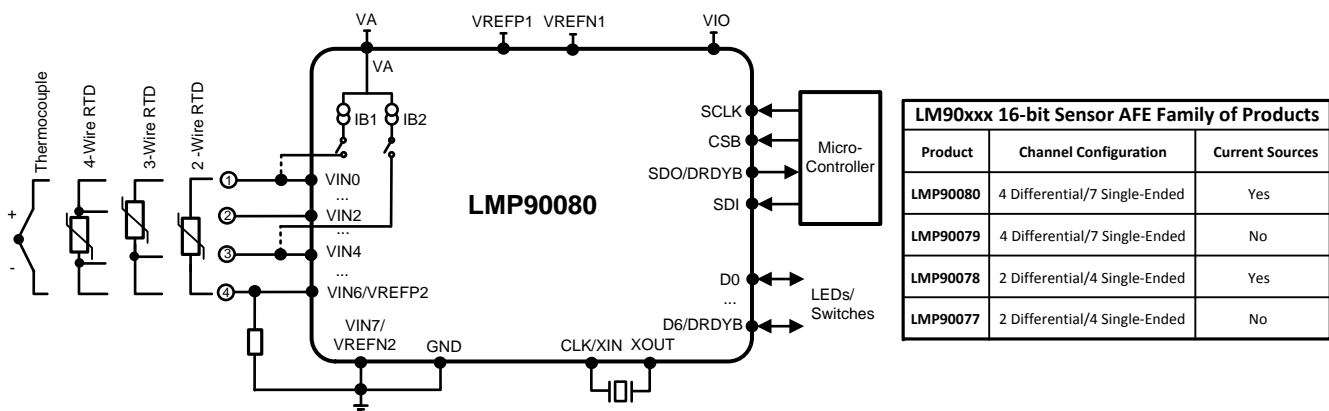 VA
VREFP1
VREFN1
VIO
VA
Thermocouple
4-Wire RTD
3-Wire RTD
2 -Wire RTD
IB1
IB2
+
-
1
2
3
4
VIN0
...
VIN2
...
VIN4
...
VIN6/VREFP2
VIN7/
VREFN2
GND
CLK/XIN
XOUT
LMP90080
SCLK
CSB
SDO/DRDYB
SDI
D0
...
D6/DRDYB
Micro-
Controller
LEDs/
Switches
LM90xxx 16-bit Sensor AFE Family of Products
Product Channel Configuration Current Sources
LMP90080 4 Differential/7 Single-Ended Yes
LMP90079 4 Differential/7 Single-Ended No
LMP90078 2 Differential/4 Single-Ended Yes
LMP90077 2 Differential/4 Single-Ended No